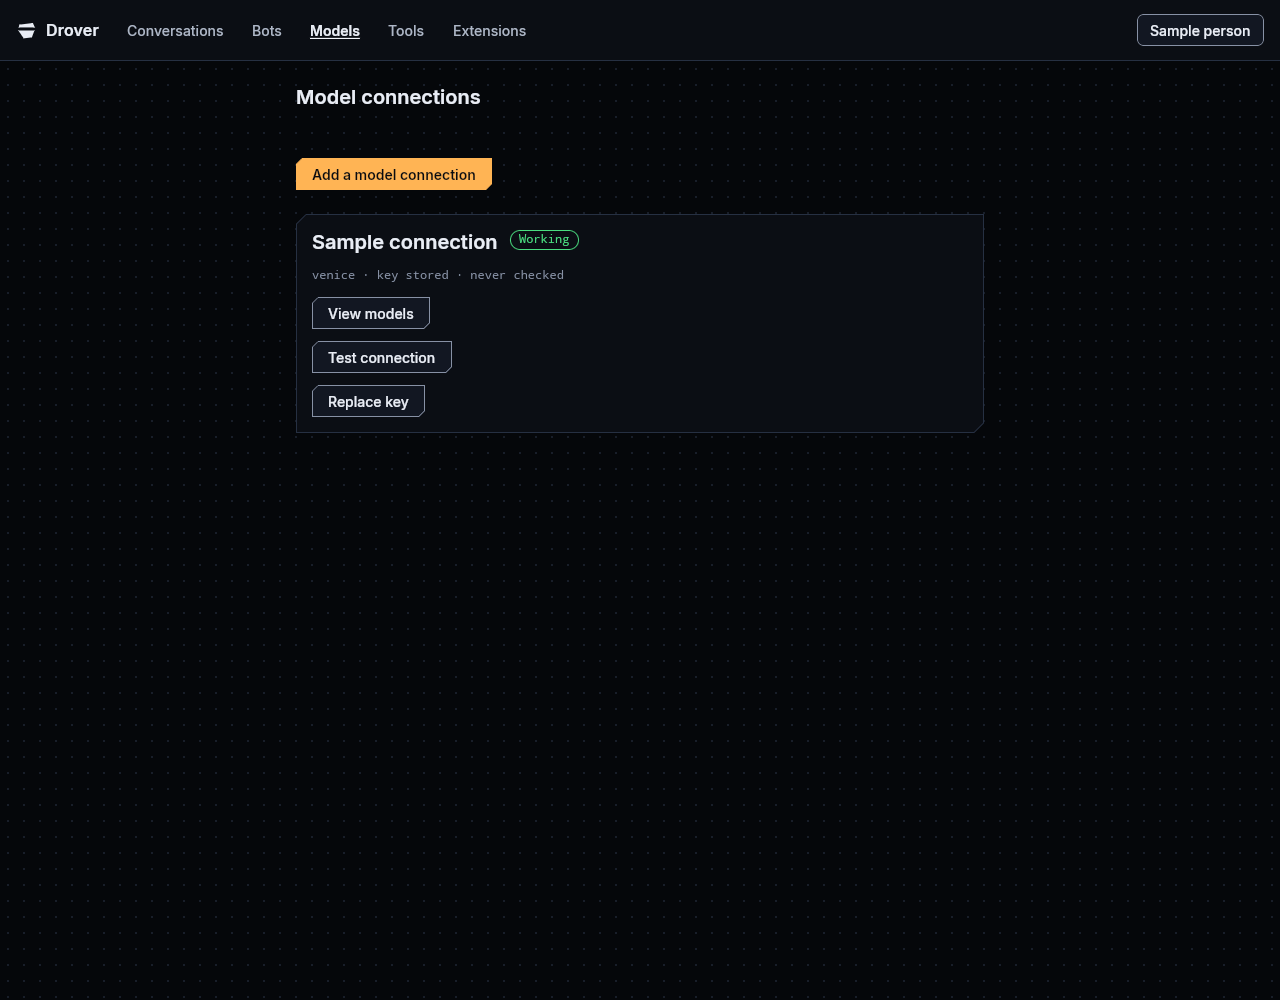 Drover
Conversations
Bots
Models
Tools
Extensions
Sample person
Model connections
Add a model connection
Sample connection
Working
venice · key stored · never checked
View models
Test connection
Replace key